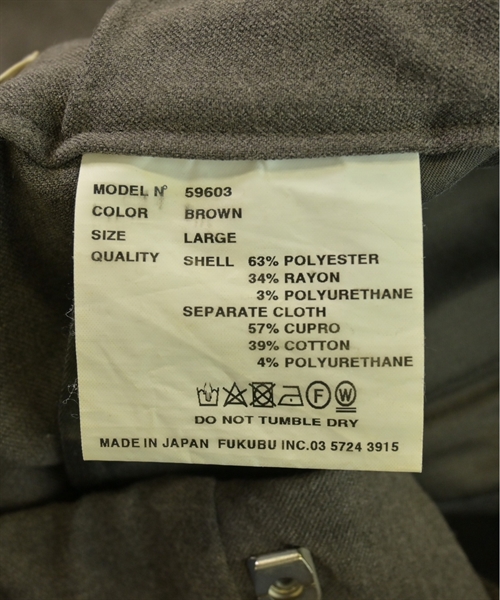 MODEL Nº 59603
COLOR BROWN
SIZE LARGE
QUALITY SHELL 63% POLYESTER
34% RAYON
3% POLYURETHANE
SEPARATE CLOTH
57% CUPRO
39% COTTON
4% POLYURETHANE
F W
DO NOT TUMBLE DRY
MADE IN JAPAN FUKUBU INC.03 5724 3915